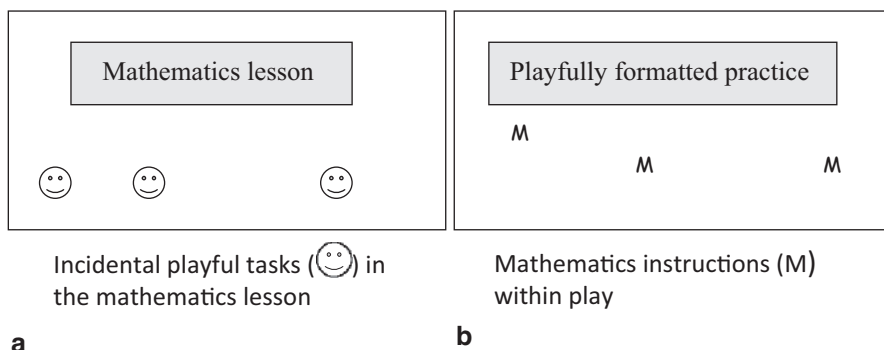 Mathematics lesson
Incidental playful tasks () in
the mathematics lesson
a
Playfully formatted practice
M
M
M
Mathematics instructions (M)
within play
b